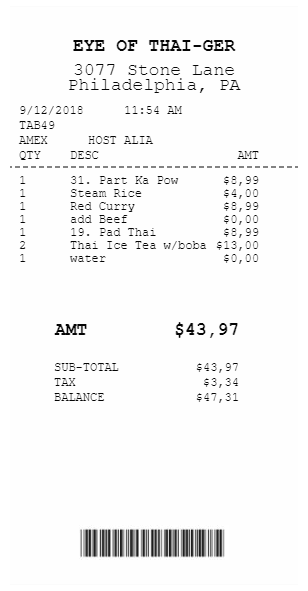 EYE OF THAI-GER
3077 Stone Lane
Philadelphia, PA
9/12/2018 11:54 AM
TAB49
AMEX HOST ALIA
QTY DESC AMT
1 31. Part Ka Pow $8,99
1 Steam Rice $4,00
1 Red Curry $8,99
1 add Beef $0,00
1 19. Pad Thai $8,99
2 Thai Ice Tea w/boba $13,00
1 water $0,00
AMT $43,97
SUB-TOTAL $43,97
TAX $3,34
BALANCE $47,31